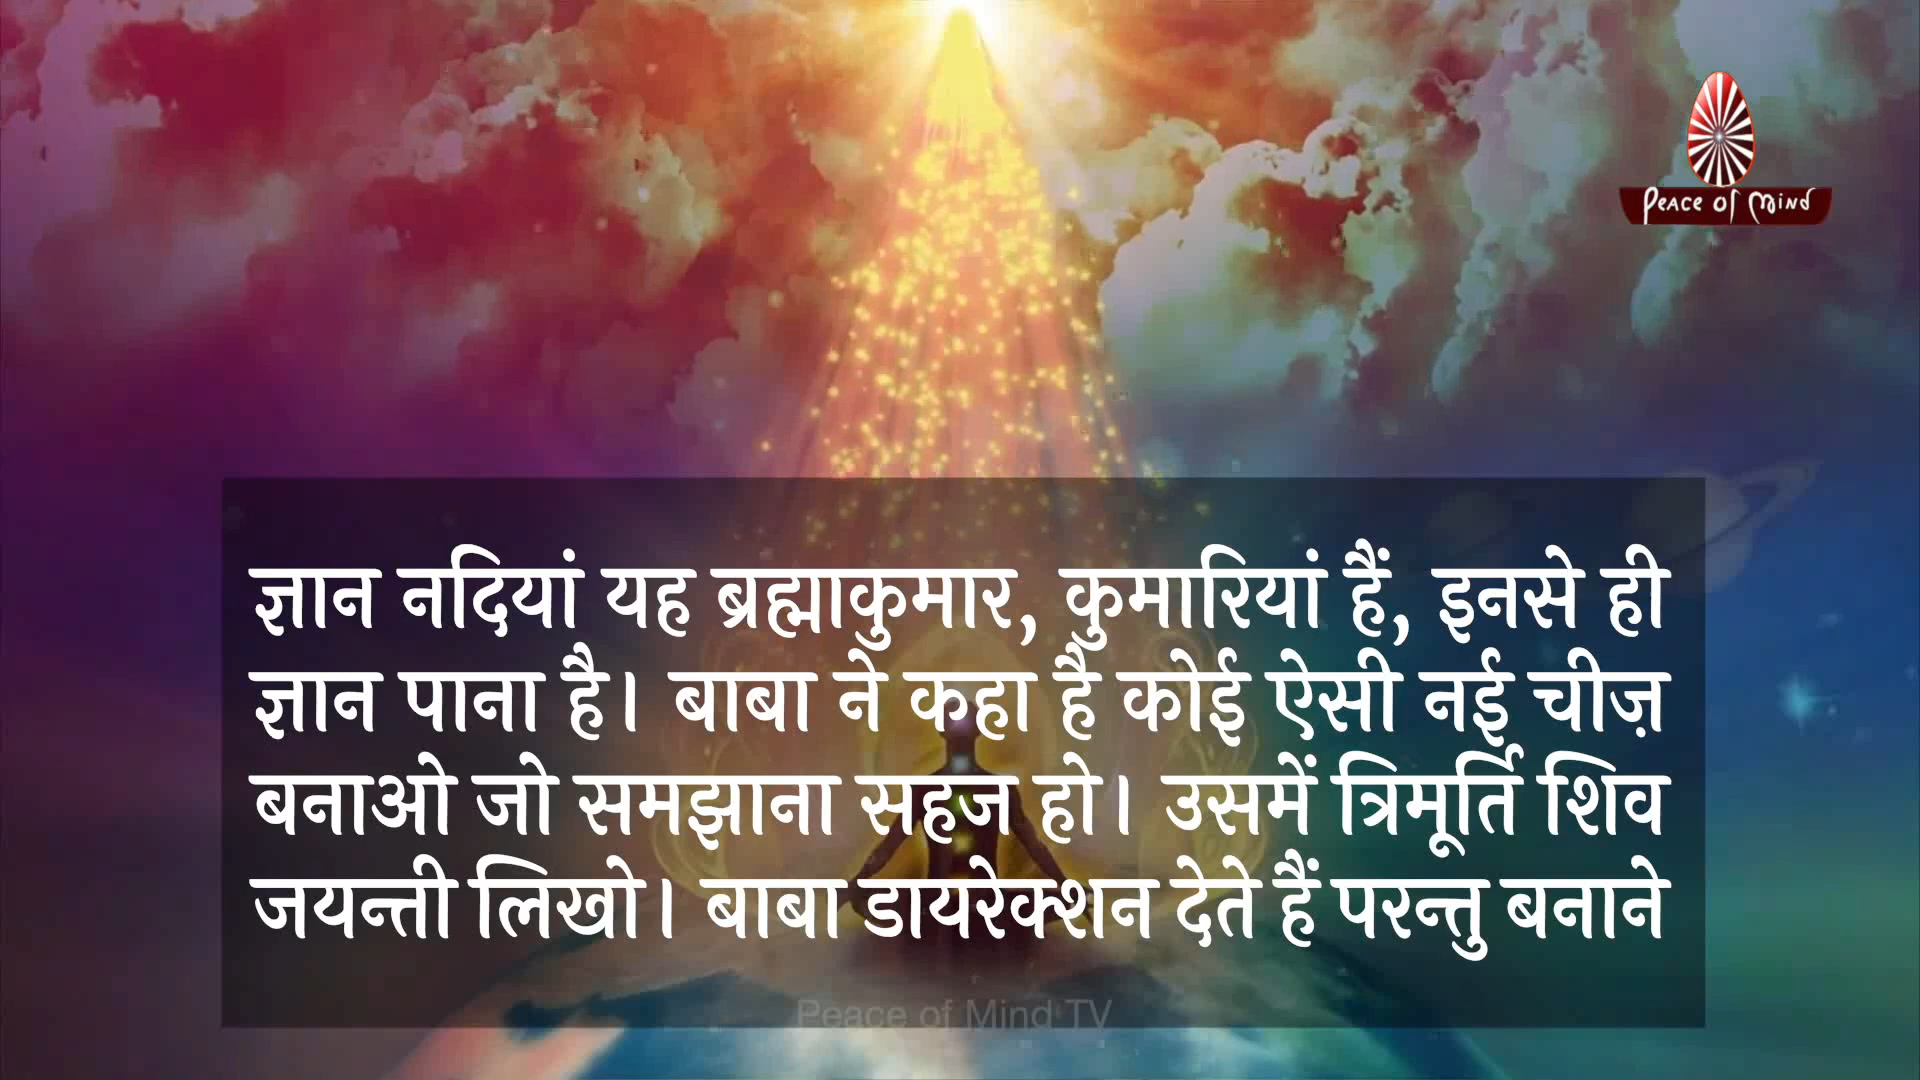 Peace of Mind
ज्ञान नदियां यह ब्रह्माकुमार, कुमारियां हैं, इनसे ही
ज्ञान पाना है। बाबा ने कहा है कोई ऐसी नई चीज़
बनाओ जो समझाना सहज हो। उसमें त्रिमूर्ति शिव
जयन्ती लिखो। बाबा डायरेक्शन देते हैं परन्तु बनाने
Peace of Mind TV